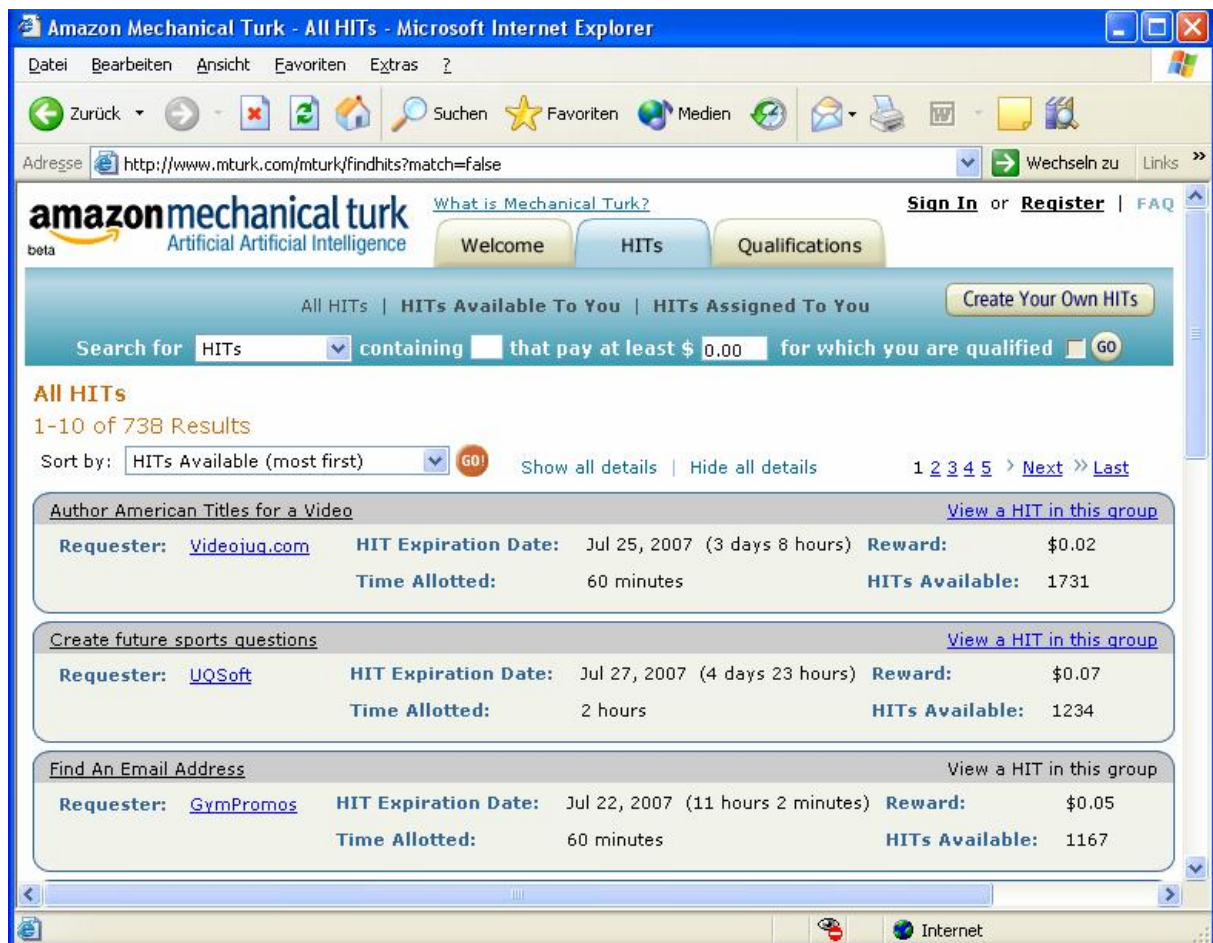 Amazon Mechanical Turk - All HITs - Microsoft Internet Explorer
Datei Bearbeiten Ansicht Favoriten Extras ?
Zurück Suchen Favoriten Medien
Adresse http://www.mturk.com/mturk/findhits?match=false Wechseln zu Links »
amazon mechanical turk What is Mechanical Turk? Sign In or Register | FAQ
beta Artificial Artificial Intelligence Welcome HITs Qualifications
All HITs | HITs Available To You | HITs Assigned To You Create Your Own HITs
Search for HITs containing that pay at least $ 0.00 for which you are qualified GO
All HITs
1-10 of 738 Results
Sort by: HITs Available (most first) GO! Show all details | Hide all details 1 2 3 4 5 › Next » Last
Author American Titles for a Video View a HIT in this group
Requester: Videojug.com HIT Expiration Date: Jul 25, 2007 (3 days 8 hours) Reward: $0.02
Time Allotted: 60 minutes HITs Available: 1731
Create future sports questions View a HIT in this group
Requester: UQSoft HIT Expiration Date: Jul 27, 2007 (4 days 23 hours) Reward: $0.07
Time Allotted: 2 hours HITs Available: 1234
Find An Email Address View a HIT in this group
Requester: GymPromos HIT Expiration Date: Jul 22, 2007 (11 hours 2 minutes) Reward: $0.05
Time Allotted: 60 minutes HITs Available: 1167
Internet